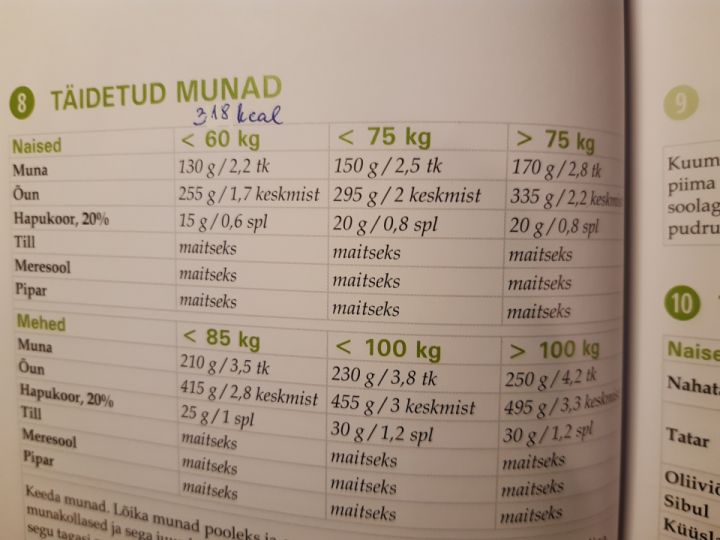 8 TÄIDETUD MUNAD
318 kcal
Naised < 60 kg < 75 kg > 75 kg
Muna 130 g / 2,2 tk 150 g / 2,5 tk 170 g / 2,8 tk
Õun 255 g / 1,7 keskmist 295 g / 2 keskmist 335 g / 2,2 keskmist
Hapukoor, 20% 15 g / 0,6 spl 20 g / 0,8 spl 20 g / 0,8 spl
Till maitseks maitseks maitseks
Meresool maitseks maitseks maitseks
Pipar maitseks maitseks maitseks
Mehed < 85 kg < 100 kg > 100 kg
Muna 210 g / 3,5 tk 230 g / 3,8 tk 250 g / 4,2 tk
Õun 415 g / 2,8 keskmist 455 g / 3 keskmist 495 g / 3,3 keskmist
Hapukoor, 20% 25 g / 1 spl 30 g / 1,2 spl 30 g / 1,2 spl
Till maitseks maitseks maitseks
Meresool maitseks maitseks maitseks
Pipar maitseks maitseks maitseks
Keeda munad. Lõika munad pooleks
munakollased ja sega
segu tagasi
9
Kuum
piima
soolag
pudru
10
Naise
Nahata
Tatar
Oliivió
Sibul
Küüsl